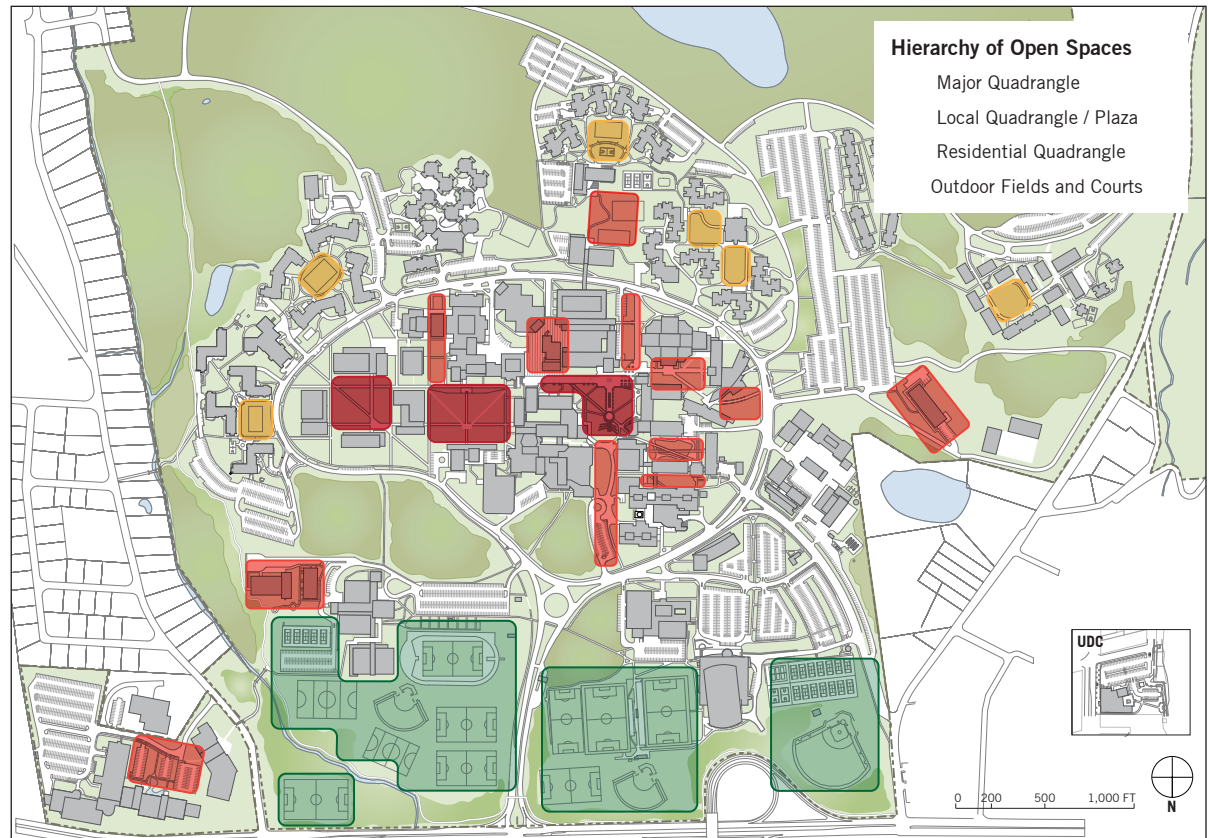 Hierarchy of Open Spaces
Major Quadrangle
Local Quadrangle / Plaza
Residential Quadrangle
Outdoor Fields and Courts
UDC
0 200 500 1,000 FT
N